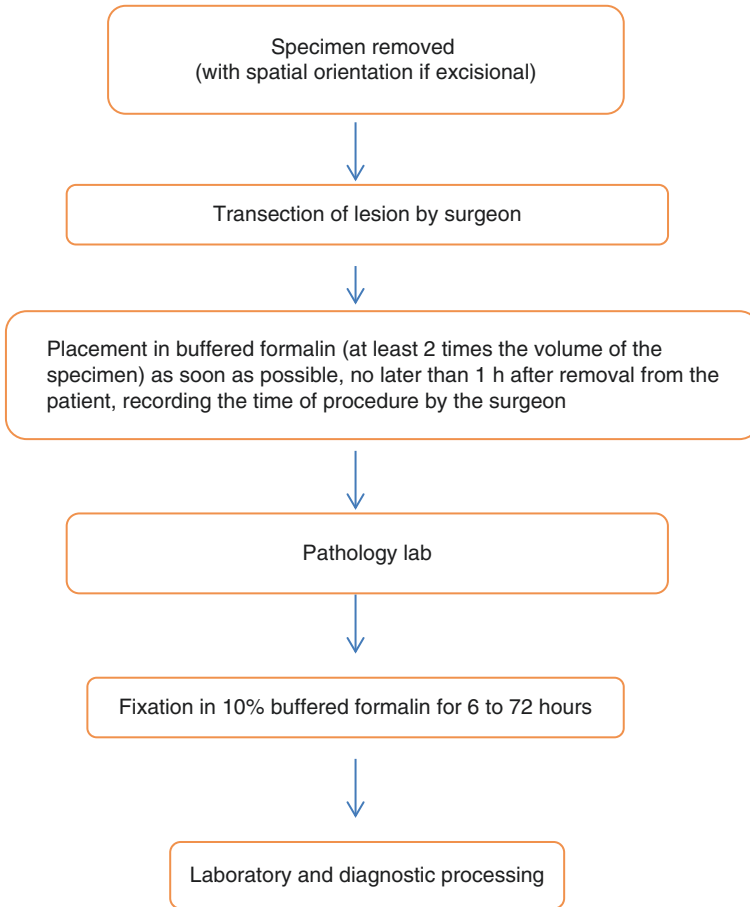 Specimen removed
(with spatial orientation if excisional)
Transection of lesion by surgeon
Placement in buffered formalin (at least 2 times the volume of the
specimen) as soon as possible, no later than 1 h after removal from the
patient, recording the time of procedure by the surgeon
Pathology lab
Fixation in 10% buffered formalin for 6 to 72 hours
Laboratory and diagnostic processing